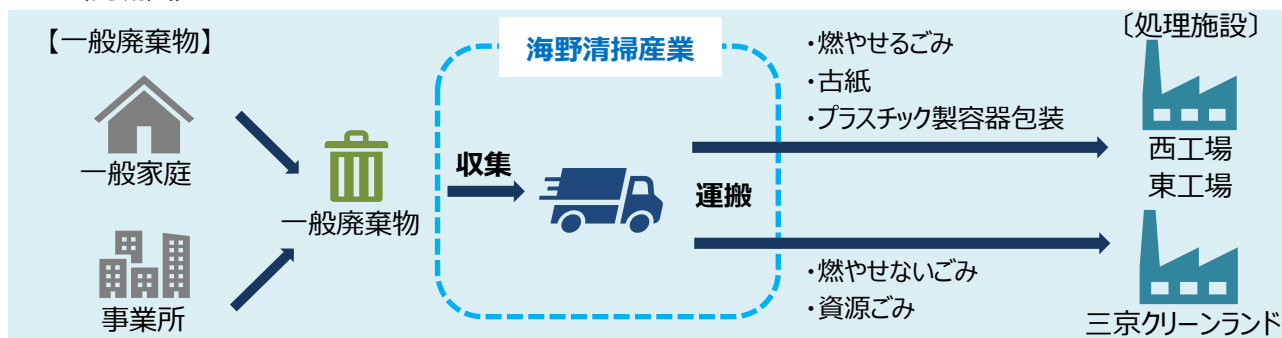 【一般廃棄物】
一般家庭
事業所
一般廃棄物
海野清掃産業
収集
運搬
・燃やせるごみ
・古紙
・プラスチック製容器包装
・燃やせないごみ
・資源ごみ
〔処理施設〕
西工場
東工場
三京クリーンランド